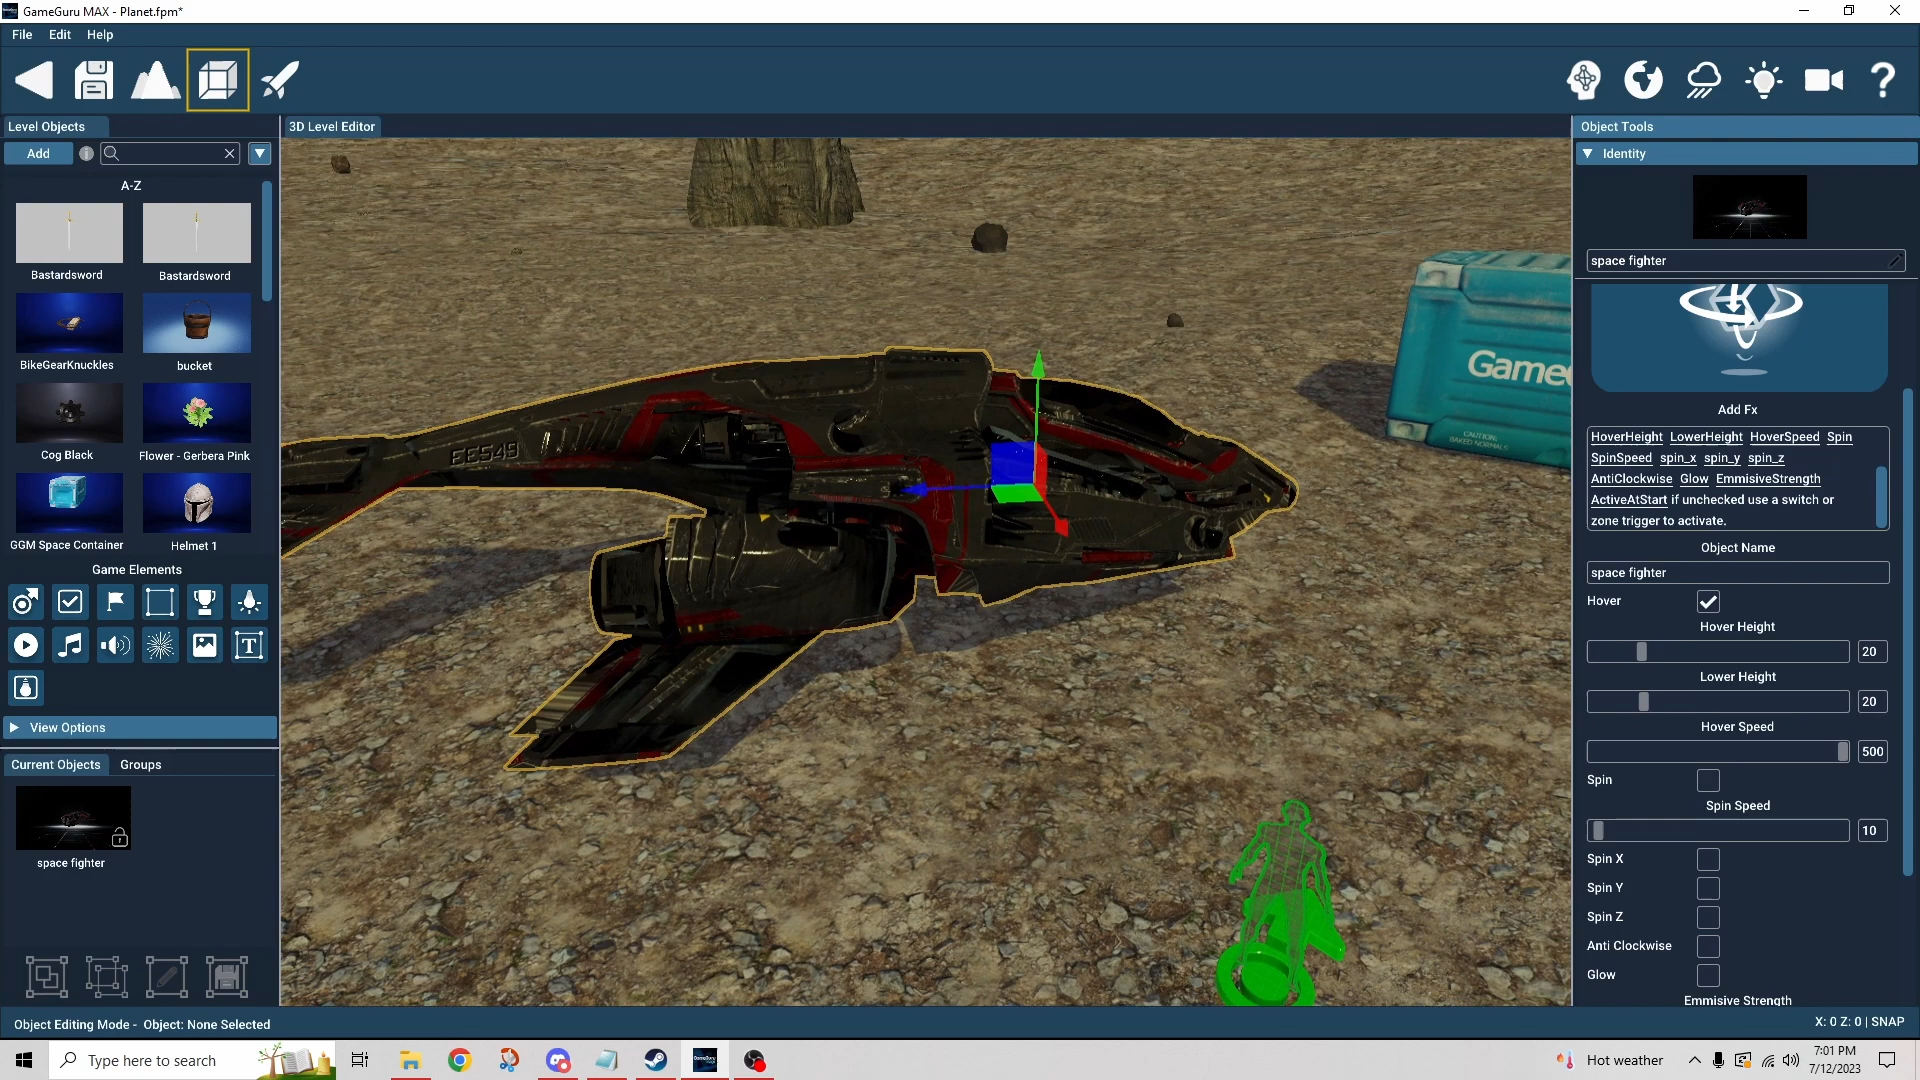 GameGuru MAX - Planet.fpm*
File Edit Help
Level Objects
3D Level Editor
Object Tools
Add
Identity
A-Z
Bastardsword Bastardsword
BikeGearKnuckles bucket
Cog Black Flower - Gerbera Pink
GGM Space Container Helmet 1
Game Elements
View Options
Current Objects Groups
space fighter
EE549
Game
CAUTION:
BAKED NORMALS
space fighter
Add Fx
HoverHeight LowerHeight HoverSpeed Spin
SpinSpeed spin_x spin_y spin_z
AntiClockwise Glow EmmisiveStrength
ActiveAtStart if unchecked use a switch or
zone trigger to activate.
Object Name
space fighter
Hover
Hover Height
20
Lower Height
20
Hover Speed
500
Spin
Spin Speed
10
Spin X
Spin Y
Spin Z
Anti Clockwise
Glow
Emmisive Strength
Object Editing Mode - Object: None Selected
X: 0 Z: 0 | SNAP
Type here to search
Hot weather
7:01 PM
7/12/2023